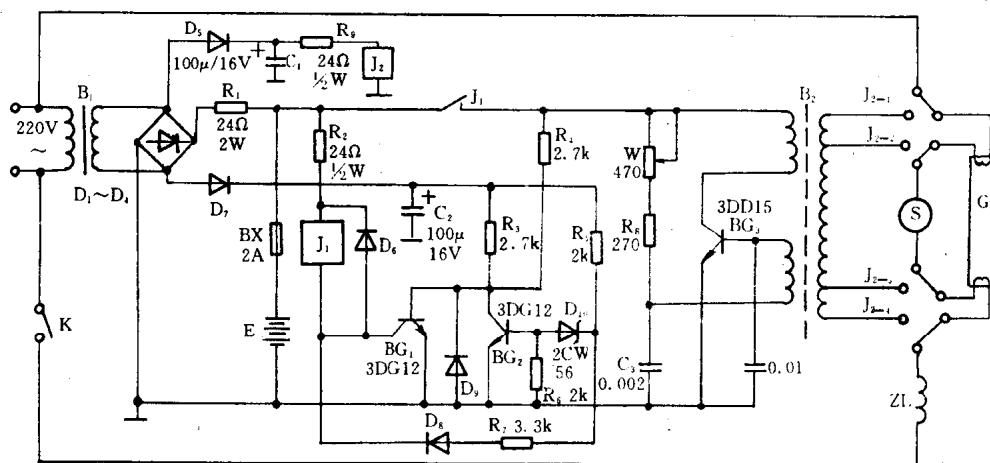 D₅
100μ/16V
+
C₁
R₉
24Ω
½W
J₂
B₁
220V
~
D₁～D₄
R₁
24Ω
2W
R₂
24Ω
½W
J₁
R₄
2.7k
W
470
R₆
270
B₂
J₂₋₁
J₂₋₂
G
S
J₂₋₃
J₂₋₄
3DD15
BG₃
D₇
+
C₂
100μ
16V
R₃
2.7k
R₅
2k
BX
2A
J₁
D₆
E
K
BG₁
3DG12
D₉
3DG12
BG₂
D₁₀
2CW
56
R₈ 2k
C₃
0.002
0.01
D₈
R₇ 3.3k
ZL